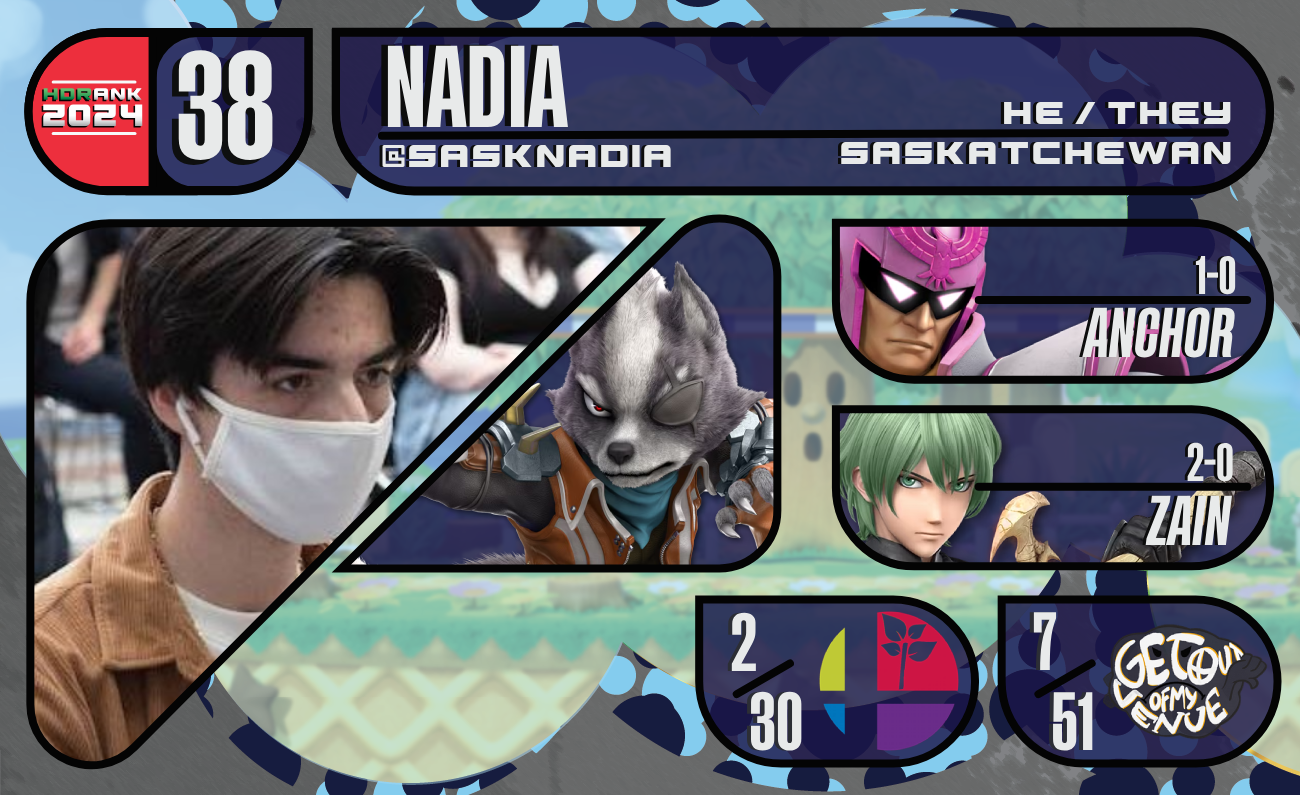 HDRANK
2024
38
NADIA
HE / THEY
@SASKNADIA
SASKATCHEWAN
1-0
ANCHOR
2-0
ZAIN
2
30
7
51
GET OUT
OF MY
VENUE